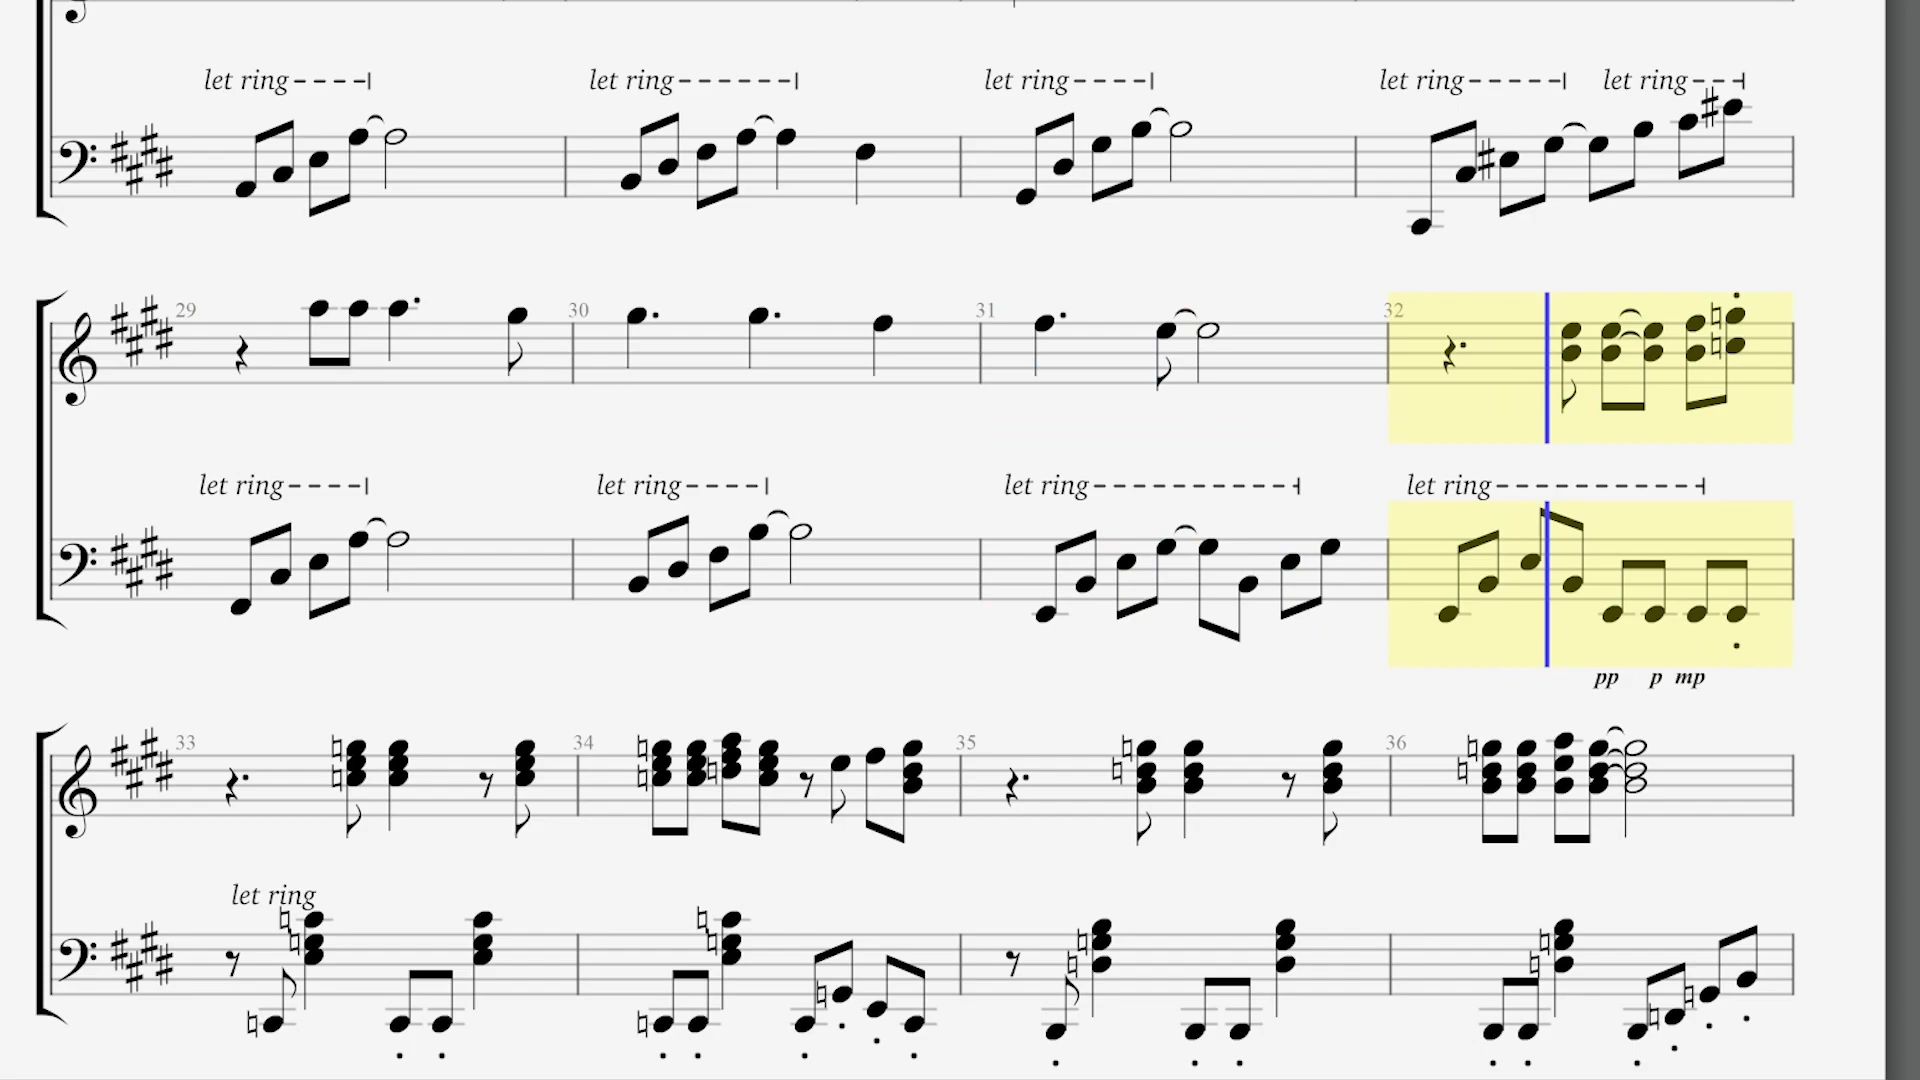 let ring let ring let ring let ring let ring
29 30 31 32
let ring let ring let ring let ring
pp p mp
33 34 35 36
let ring